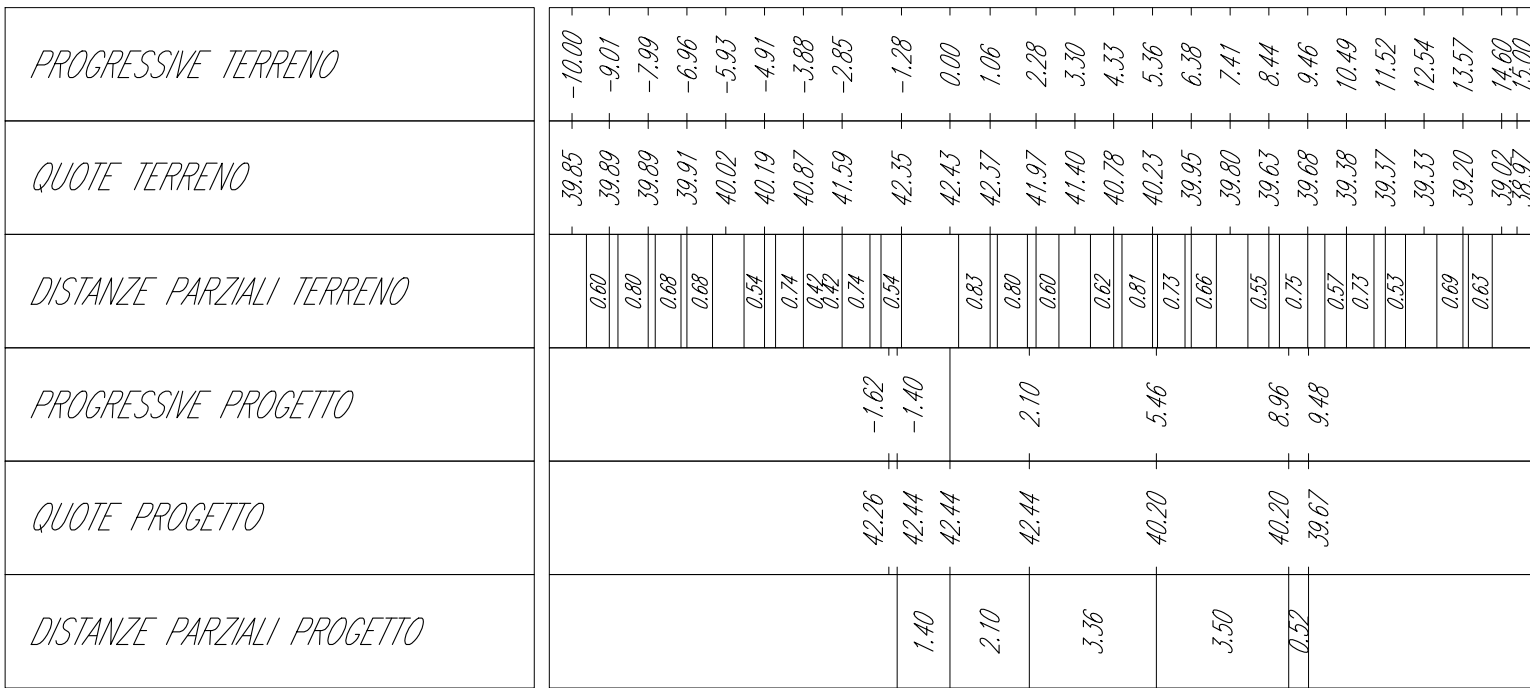 PROGRESSIVE TERRENO
-10.00 -9.01 -7.99 -6.96 -5.93 -4.91 -3.88 -2.85 -1.28 0.00 1.06 2.28 3.30 4.33 5.36 6.38 7.41 8.44 9.46 10.49 11.52 12.54 13.57 14.60 15.00
QUOTE TERRENO
39.85 39.89 39.89 39.91 40.02 40.19 40.87 41.59 42.35 42.43 42.37 41.97 41.40 40.78 40.23 39.95 39.80 39.63 39.68 39.38 39.37 39.33 39.20 39.02 38.97
DISTANZE PARZIALI TERRENO
0.60 0.80 0.68 0.68 0.54 0.74 0.42 0.32 0.74 0.54 0.83 0.80 0.60 0.62 0.81 0.73 0.66 0.55 0.75 0.57 0.73 0.53 0.69 0.63
PROGRESSIVE PROGETTO
-1.62 -1.40 2.10 5.46 8.96 9.48
QUOTE PROGETTO
42.26 42.44 42.44 42.44 40.20 40.20 39.67
DISTANZE PARZIALI PROGETTO
1.40 2.10 3.36 3.50 0.52